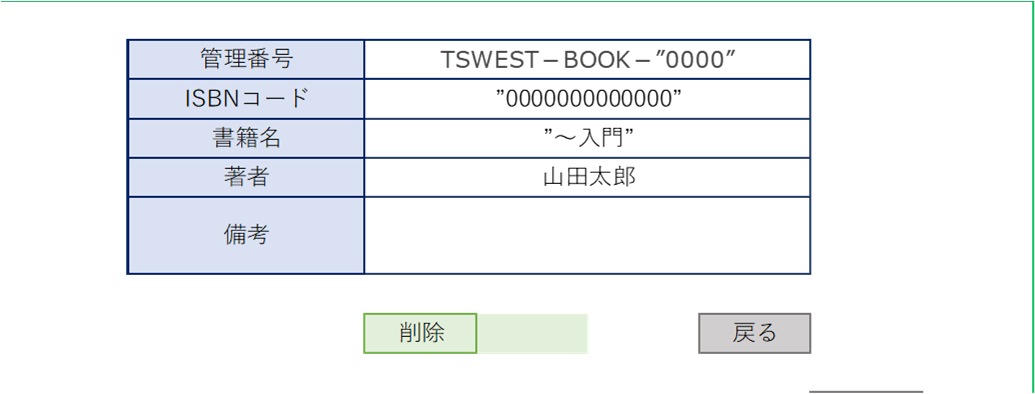 管理番号 TSWEST－BOOK－”0000”
ISBNコード ”0000000000000”
書籍名 ”～入門”
著者 山田太郎
備考
削除 戻る